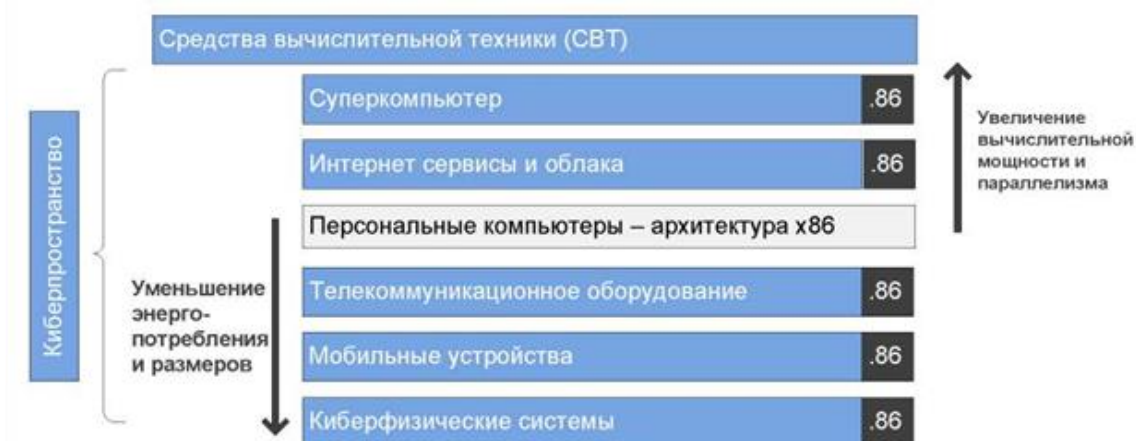 Средства вычислительной техники (СВТ)
Суперкомпьютер .86
Интернет сервисы и облака .86
Персональные компьютеры – архитектура x86
Телекоммуникационное оборудование .86
Мобильные устройства .86
Киберфизические системы .86
Киберпространство
Уменьшение
энерго-
потребления
и размеров
Увеличение
вычислительной
мощности и
параллелизма